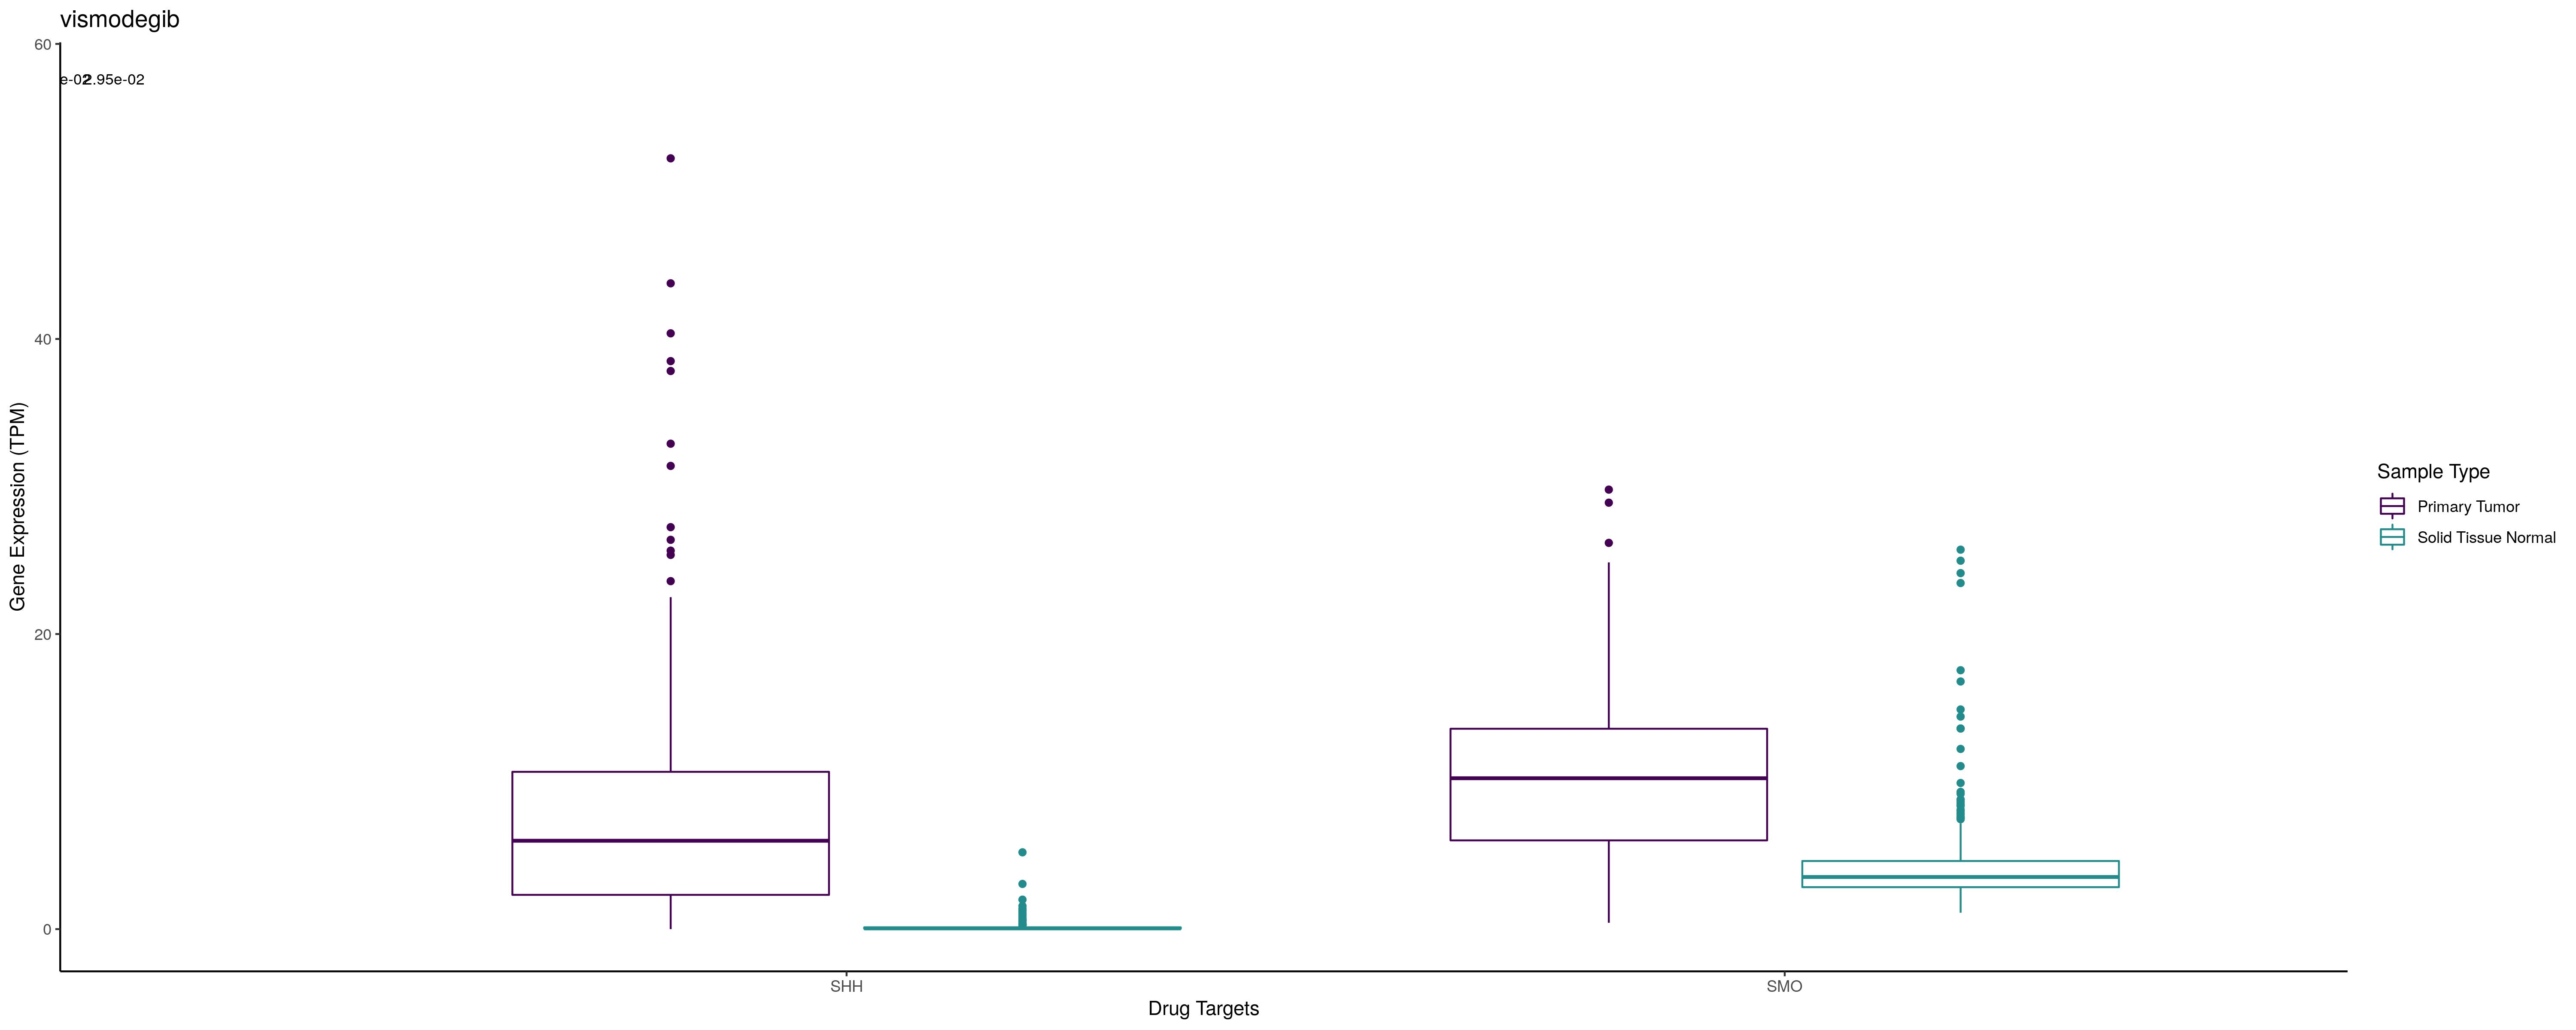 vismodegib
60
e-02 2.95e-02
40
20
0
Gene Expression (TPM)
SHH
SMO
Drug Targets
Sample Type
Primary Tumor
Solid Tissue Normal